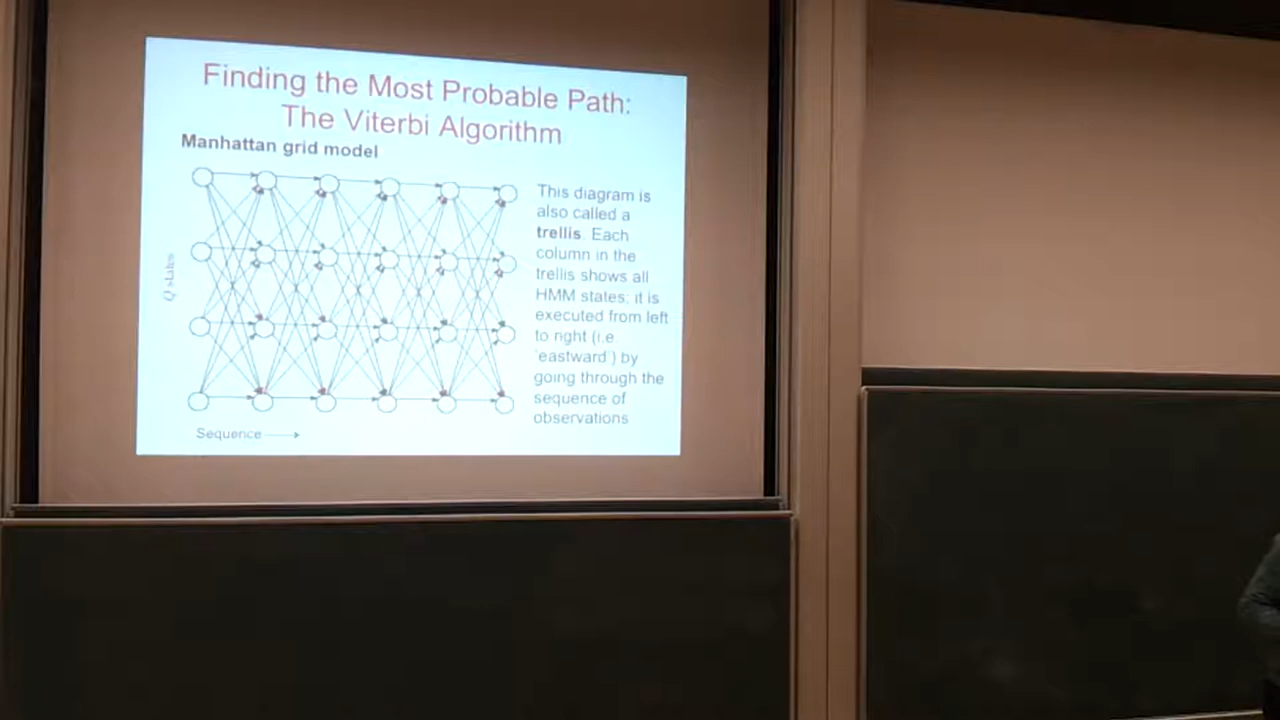 Finding the Most Probable Path:
The Viterbi Algorithm
Manhattan grid model
Q states
This diagram is
also called a
trellis. Each
column in the
trellis shows all
HMM states; it is
executed from left
to right (i.e.
'eastward') by
going through the
sequence of
observations
Sequence